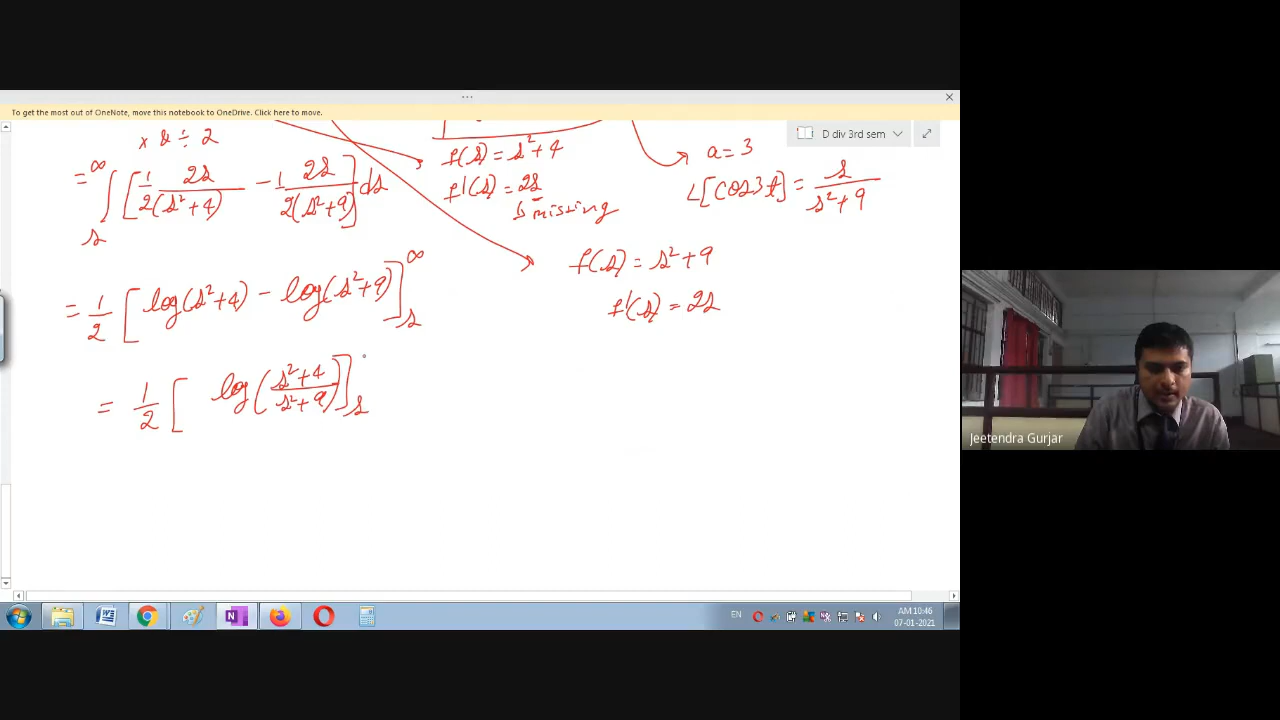 To get the most out of OneNote, move this notebook to OneDrive. Click here to move.
D div 3rd sem
× & ÷ 2
= ∫_s^∞ [ 1/2 2s/(s²+4) − 1/2 2s/(s²+9) ] ds
f(s) = s²+4
f'(s) = 2s
missing
a = 3
L[cos3t] = s/(s²+9)
f(s) = s²+9
f'(s) = 2s
= 1/2 [ log(s²+4) − log(s²+9) ]_s^∞
= 1/2 [ log( (s²+4)/(s²+9) ) ]_s
Jeetendra Gurjar
EN
AM 10:46
07-01-2021